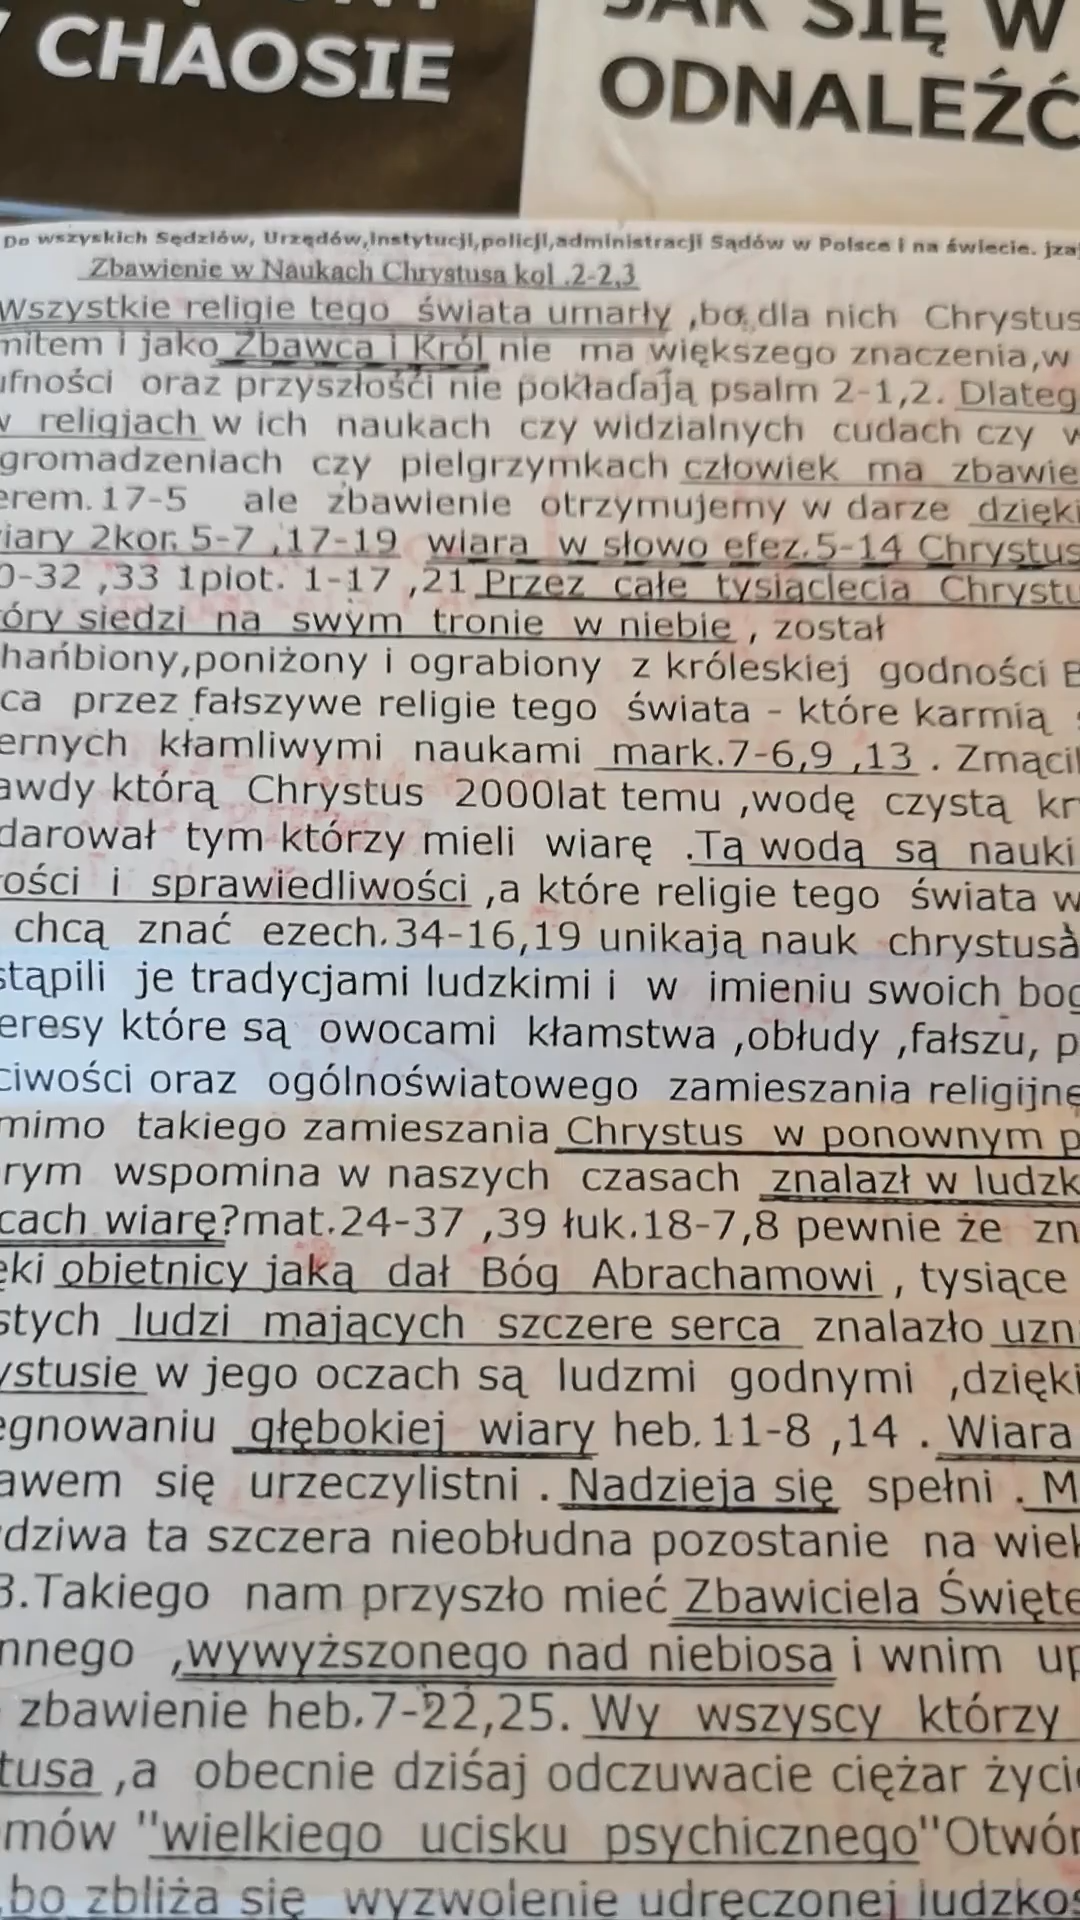 CHAOSIE
JAK SIĘ W
ODNALEŹĆ
Do wszyskich Sędziów, Urzędów,instytucji,policji,administracji Sądów w Polsce i na świecie.
Zbawienie w Naukach Chrystusa kol .2-2,3
Wszystkie religie tego świata umarły ,bo dla nich Chrystus
mitem i jako Zbawca i Król nie ma większego znaczenia,w
ufności oraz przyszłości nie pokładają psalm 2-1,2. Dlateg
w religjach w ich naukach czy widzialnych cudach czy w
gromadzeniach czy pielgrzymkach człowiek ma zbawie
erem.17-5 ale zbawienie otrzymujemy w darze dzięki
iary 2kor. 5-7 ,17-19 wiara w słowo efez.5-14 Chrystus
0-32 ,33 1piot. 1-17 ,21 Przez całe tysiąclecia Chrystu
óry siedzi na swym tronie w niebie , został
hańbiony,poniżony i ograbiony z króleskiej godności B
ca przez fałszywe religie tego świata - które karmią
ernych kłamliwymi naukami mark.7-6,9 ,13 . Zmącil
awdy którą Chrystus 2000lat temu ,wodę czystą kr
darował tym którzy mieli wiarę .Tą wodą są nauki
ości i sprawiedliwości ,a które religie tego świata w
chcą znać ezech.34-16,19 unikają nauk chrystusa
stąpili je tradycjami ludzkimi i w imieniu swoich bog
eresy które są owocami kłamstwa ,obłudy ,fałszu, p
ciwości oraz ogólnoświatowego zamieszania religijne
mimo takiego zamieszania Chrystus w ponownym p
rym wspomina w naszych czasach znalazł w ludzk
cach wiarę?mat.24-37 ,39 łuk.18-7,8 pewnie że zn
ęki obietnicy jaką dał Bóg Abrachamowi , tysiące
stych ludzi mających szczere serca znalazło uzn
ystusie w jego oczach są ludzmi godnymi ,dzięki
egnowaniu głębokiej wiary heb.11-8 ,14 . Wiara
awem się urzeczylistni . Nadzieja się spełni . M
dziwa ta szczera nieobłudna pozostanie na wiek
3.Takiego nam przyszło mieć Zbawiciela Święte
nnego ,wywyższonego nad niebiosa i wnim up
zbawienie heb.7-22,25. Wy wszyscy którzy
tusa ,a obecnie dziśaj odczuwacie ciężar życi
mów "wielkiego ucisku psychicznego"Otwór
bo zbliża się wyzwolenie udręczonej ludzkoś